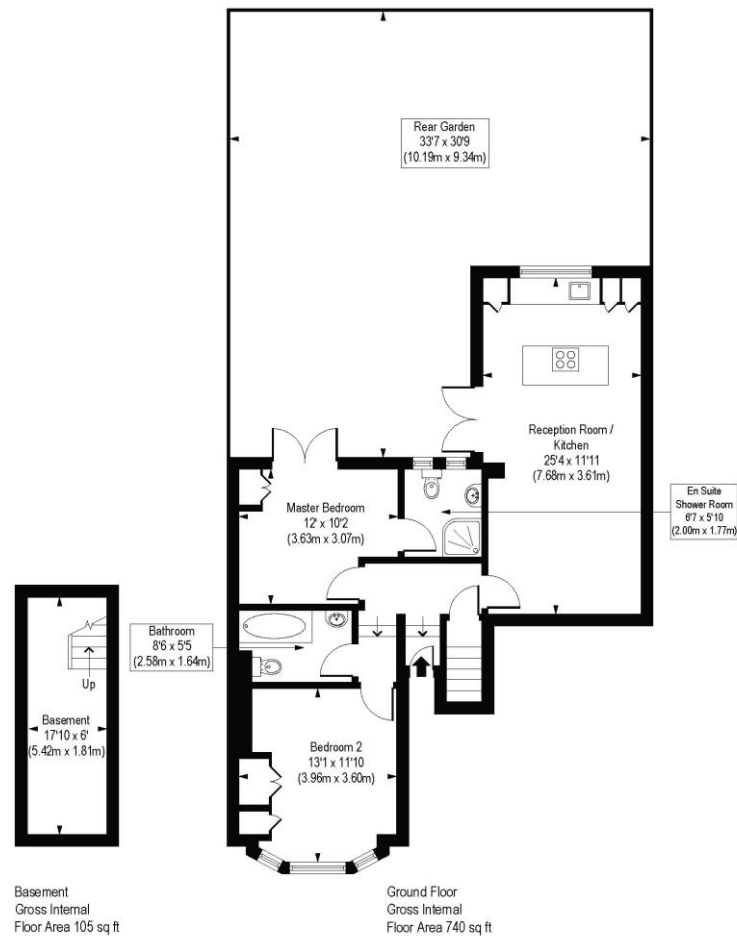 Rear Garden
33'7 x 30'9
(10.19m x 9.34m)
Reception Room /
Kitchen
25'4 x 11'11
(7.68m x 3.61m)
En Suite
Shower Room
6'7 x 5'10
(2.00m x 1.77m)
Master Bedroom
12' x 10'2
(3.63m x 3.07m)
Bathroom
8'6 x 5'5
(2.58m x 1.64m)
Up
Basement
17'10 x 6'
(5.42m x 1.81m)
Bedroom 2
13'1 x 11'10
(3.96m x 3.60m)
Basement
Gross Internal
Floor Area 105 sq ft
Ground Floor
Gross Internal
Floor Area 740 sq ft